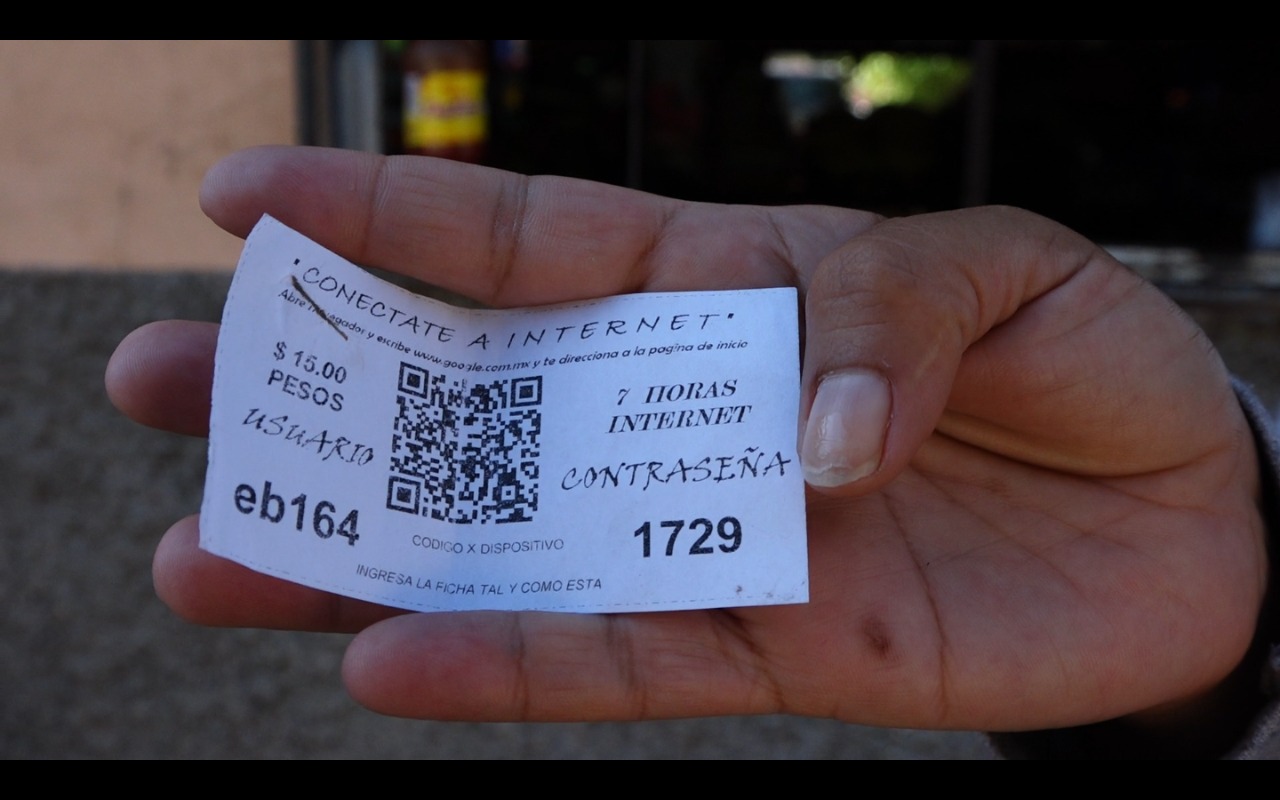 ·CONECTATE A INTERNET·
Abre navegador y escribe www.google.com.mx y te direcciona a la pagina de inicio
$ 15.00
PESOS
7 HORAS
INTERNET
USUARIO
CONTRASEÑA
eb164
1729
CODIGO X DISPOSITIVO
INGRESA LA FICHA TAL Y COMO ESTA